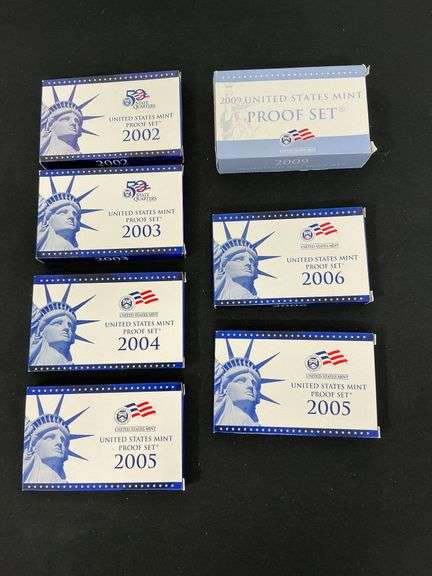 50
STATE
QUARTERS
UNITED STATES MINT
PROOF SET®
2002
2002
50
STATE
QUARTERS
UNITED STATES MINT
PROOF SET®
2003
2003
UNITED STATES MINT
PROOF SET®
2004
UNITED STATES MINT
UNITED STATES MINT
PROOF SET®
2005
2009 UNITED STATES MINT
PROOF SET®
2009
UNITED STATES MINT
UNITED STATES MINT
PROOF SET®
2006
UNITED STATES MINT
UNITED STATES MINT
PROOF SET®
2005